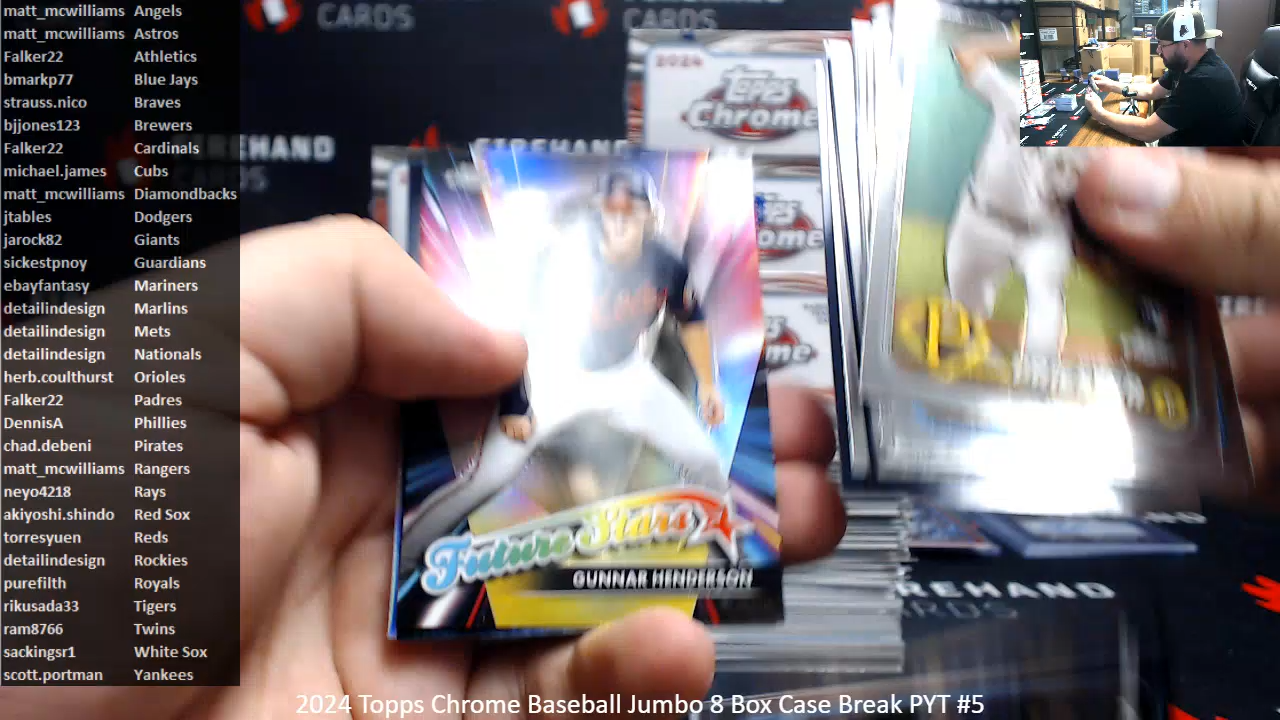 matt_mcwilliams Angels
matt_mcwilliams Astros
Falker22 Athletics
bmarkp77 Blue Jays
strauss.nico Braves
bjjones123 Brewers
Falker22 Cardinals
michael.james Cubs
matt_mcwilliams Diamondbacks
jtables Dodgers
jarock82 Giants
sickestpnoy Guardians
ebayfantasy Mariners
detailindesign Marlins
detailindesign Mets
detailindesign Nationals
herb.coulthurst Orioles
Falker22 Padres
DennisA Phillies
chad.debeni Pirates
matt_mcwilliams Rangers
neyo4218 Rays
akiyoshi.shindo Red Sox
torresyuen Reds
detailindesign Rockies
purefilth Royals
rikusada33 Tigers
ram8766 Twins
sackingsr1 White Sox
scott.portman Yankees
CARDS
2024
Topps
Chrome
Future Stars
GUNNAR HENDERSON
2024 Topps Chrome Baseball Jumbo 8 Box Case Break PYT #5